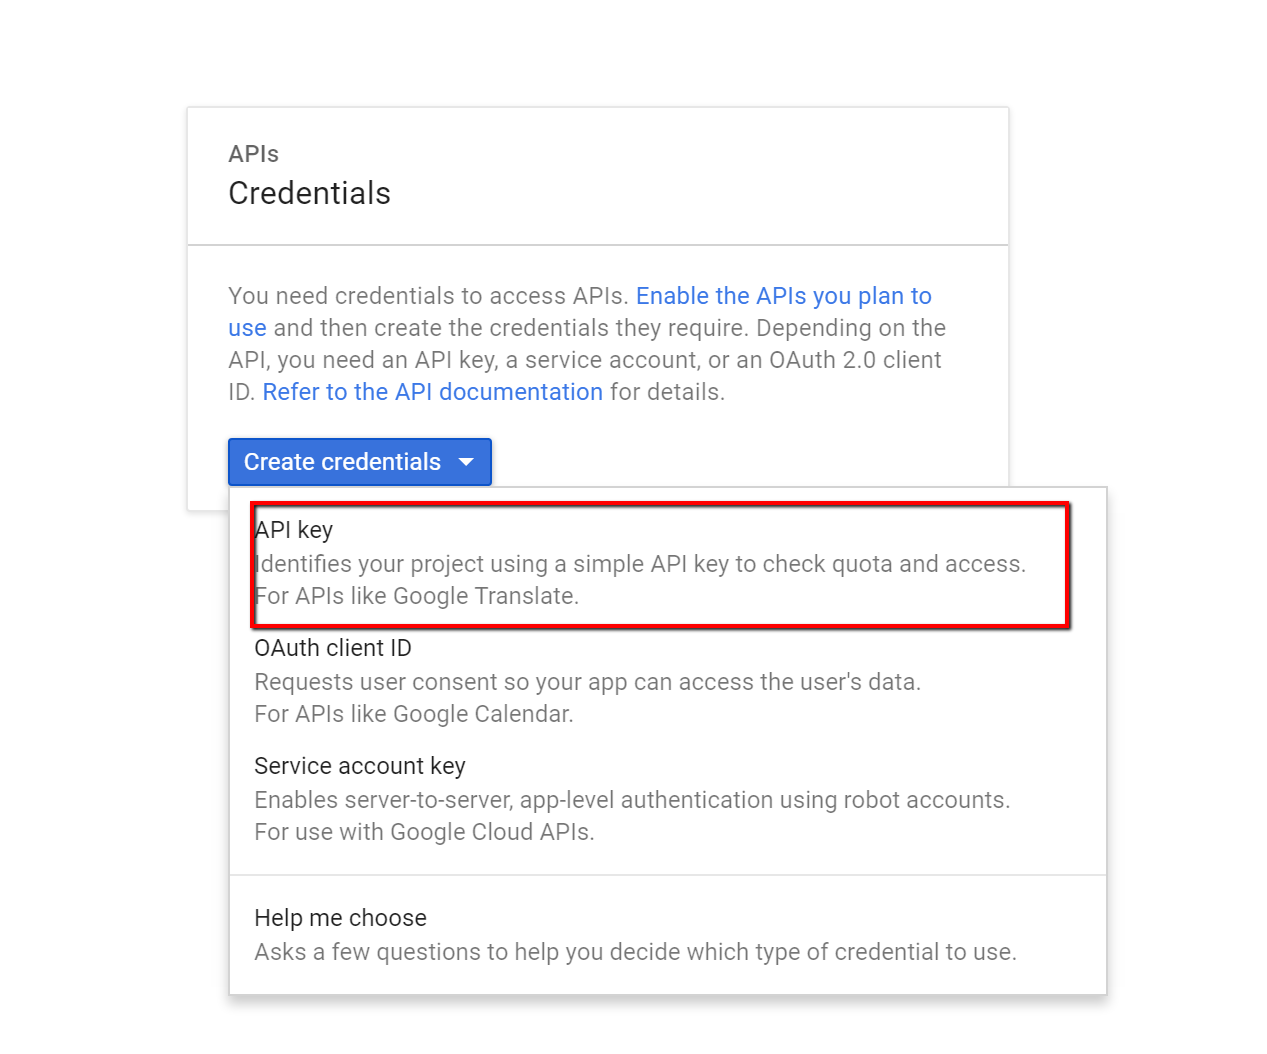 APIs
Credentials
You need credentials to access APIs. Enable the APIs you plan to
use and then create the credentials they require. Depending on the
API, you need an API key, a service account, or an OAuth 2.0 client
ID. Refer to the API documentation for details.
Create credentials
API key
Identifies your project using a simple API key to check quota and access.
For APIs like Google Translate.
OAuth client ID
Requests user consent so your app can access the user's data.
For APIs like Google Calendar.
Service account key
Enables server-to-server, app-level authentication using robot accounts.
For use with Google Cloud APIs.
Help me choose
Asks a few questions to help you decide which type of credential to use.